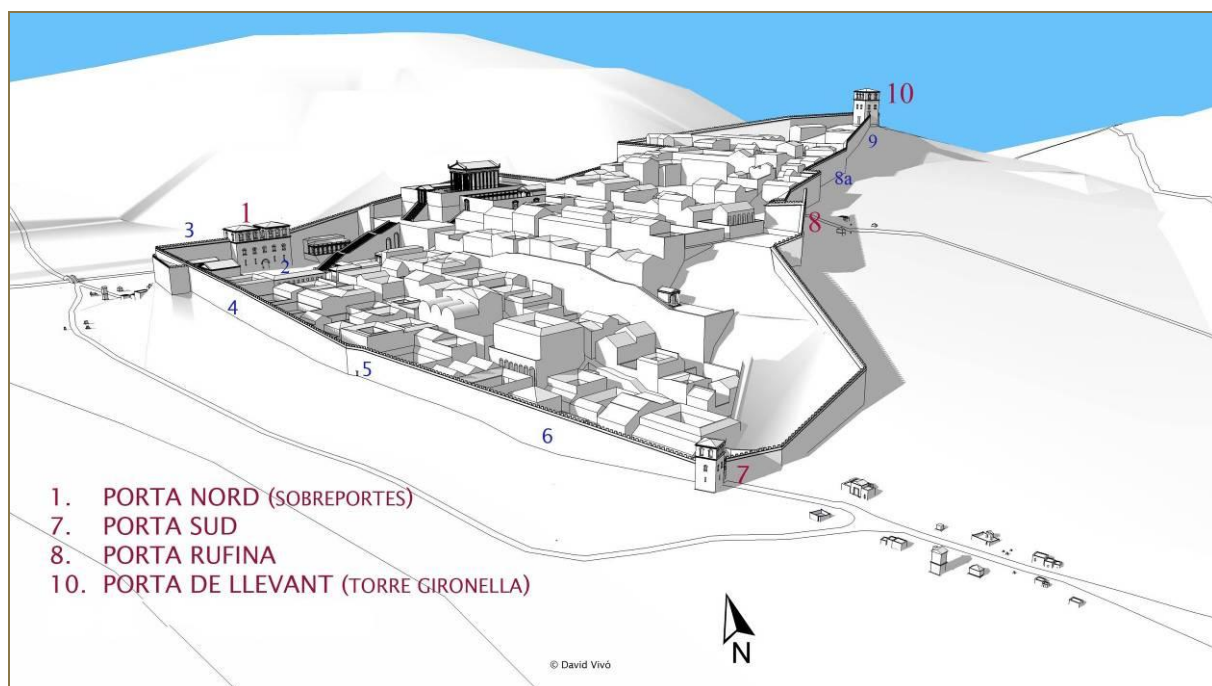 10
9
8a
8
1
3
2
4
5
6
7
1. PORTA NORD (SOBREPORTES)
7. PORTA SUD
8. PORTA RUFINA
10. PORTA DE LLEVANT (TORRE GIRONELLA)
N
© David Vivó